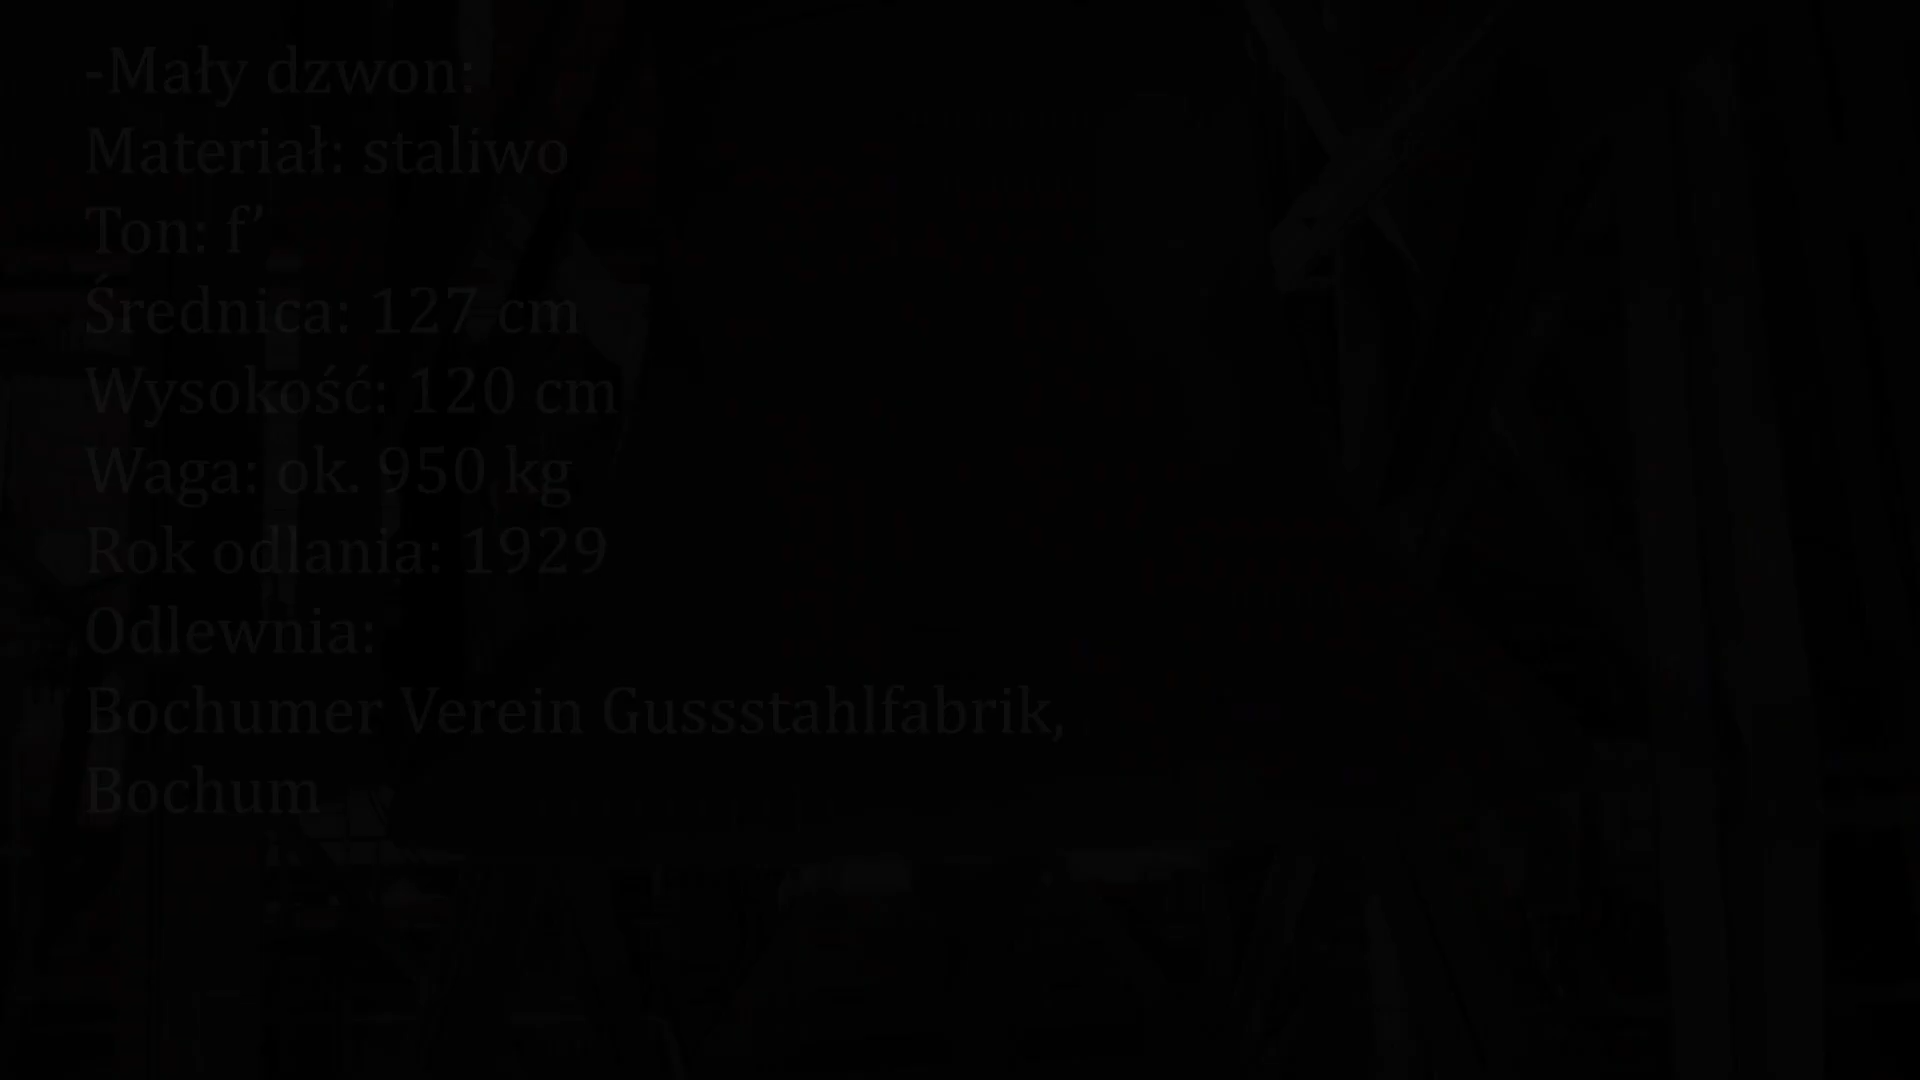 -Mały dzwon:
Materiał: staliwo
Ton: f’
Średnica: 127 cm
Wysokość: 120 cm
Waga: ok. 950 kg
Rok odlania: 1929
Odlewnia:
Bochumer Verein Gussstahlfabrik,
Bochum